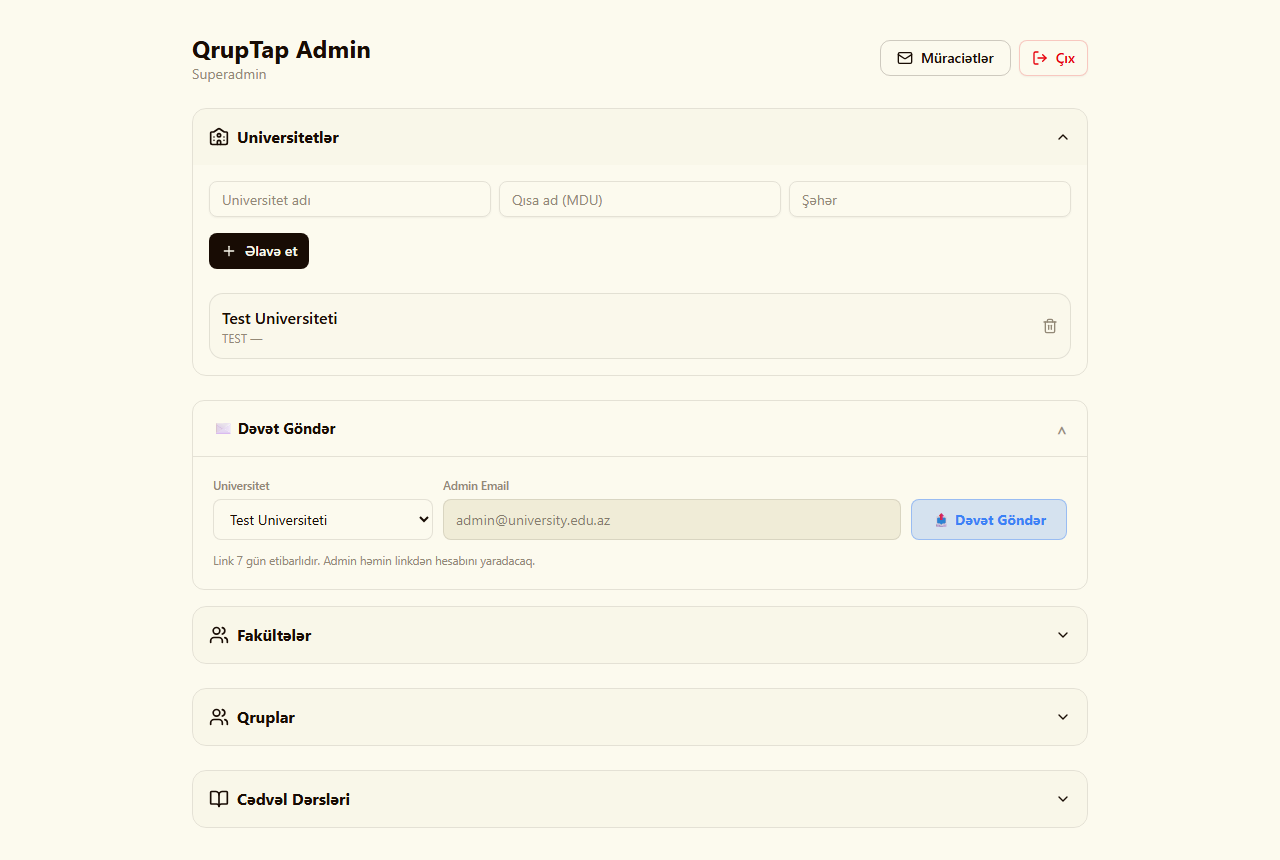 QrupTap Admin
Superadmin
Müraciətlər
Çıx
Universitetlər
Universitet adı
Qısa ad (MDU)
Şəhər
+ Əlavə et
Test Universiteti
TEST —
Dəvət Göndər
Universitet
Admin Email
Test Universiteti
admin@university.edu.az
Dəvət Göndər
Link 7 gün etibarlıdır. Admin həmin linkdən hesabını yaradacaq.
Fakültələr
Qruplar
Cədvəl Dərsləri